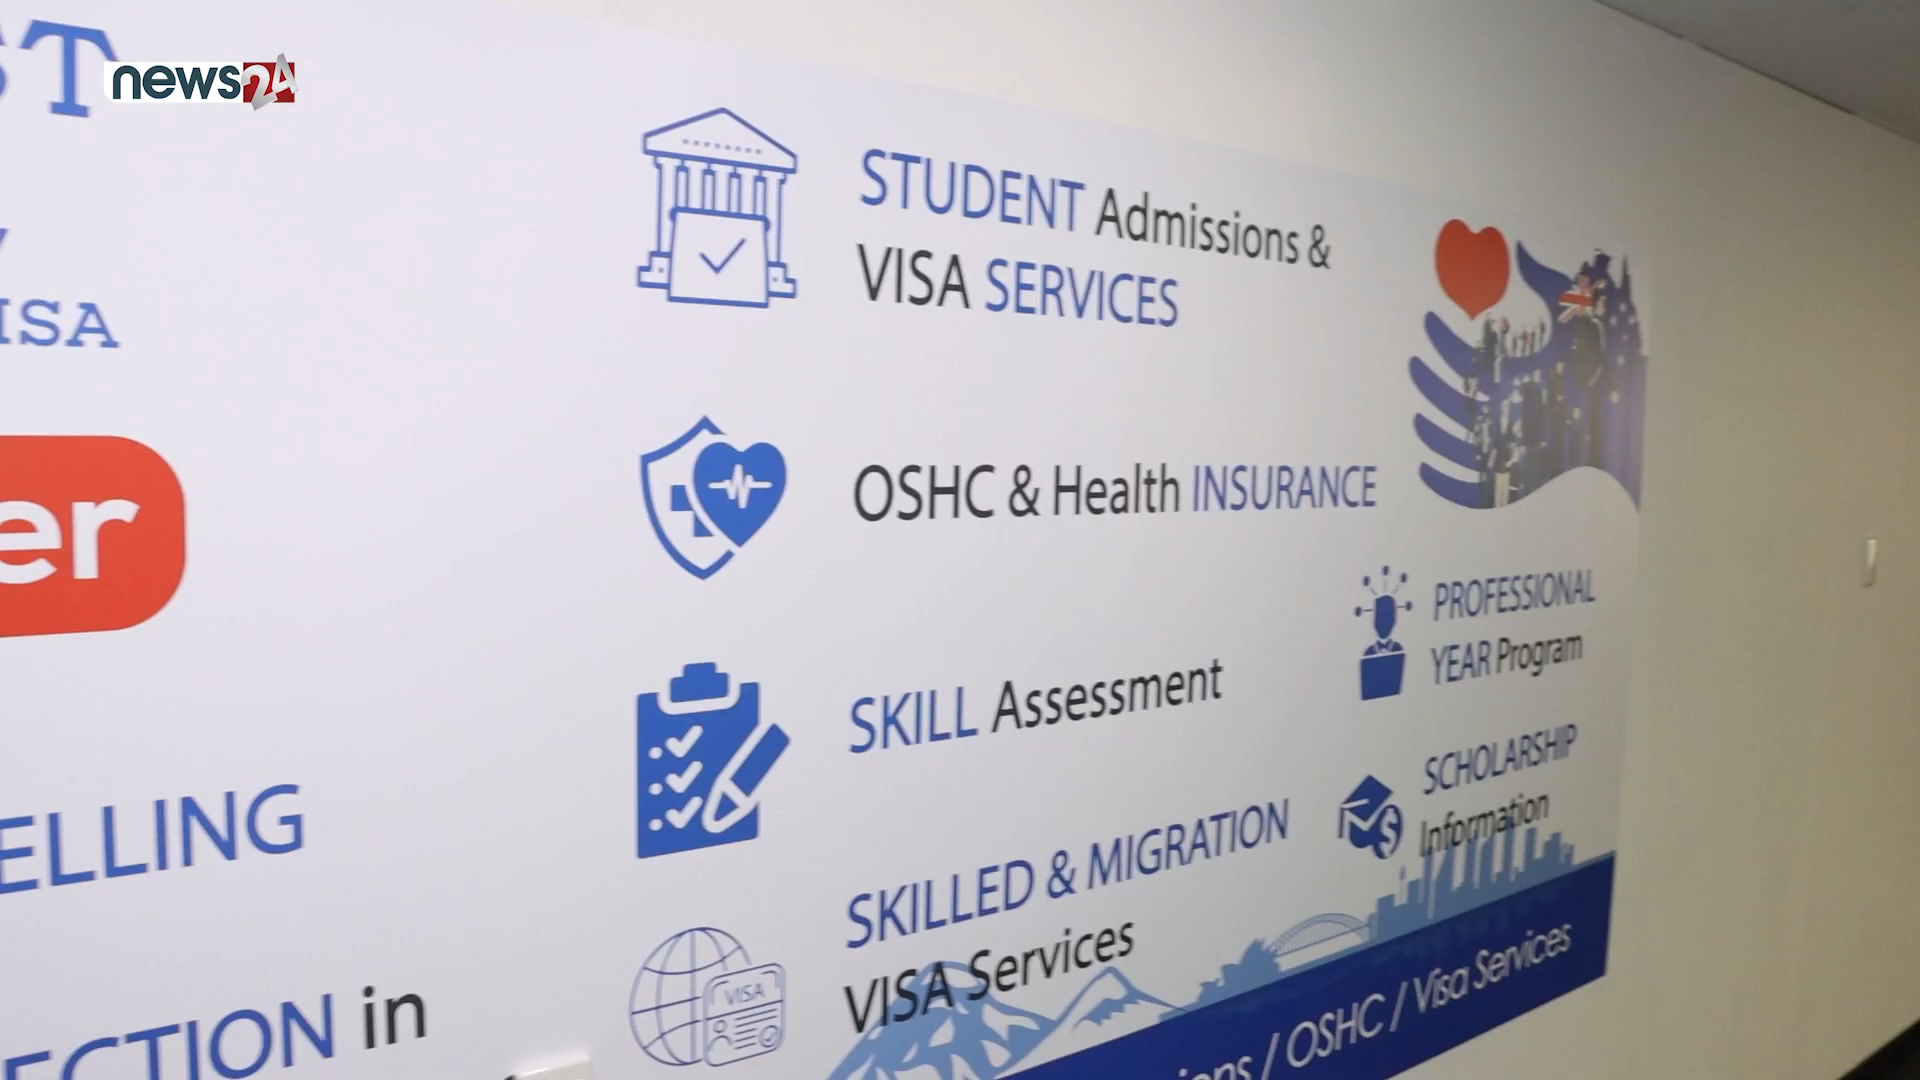 news24
ISA
er
ELLING
ECTION in
STUDENT Admissions &
VISA SERVICES
OSHC & Health INSURANCE
SKILL Assessment
SKILLED & MIGRATION
VISA Services
VISA
PROFESSIONAL
YEAR Program
SCHOLARSHIP
Information
ions / OSHC / Visa Services